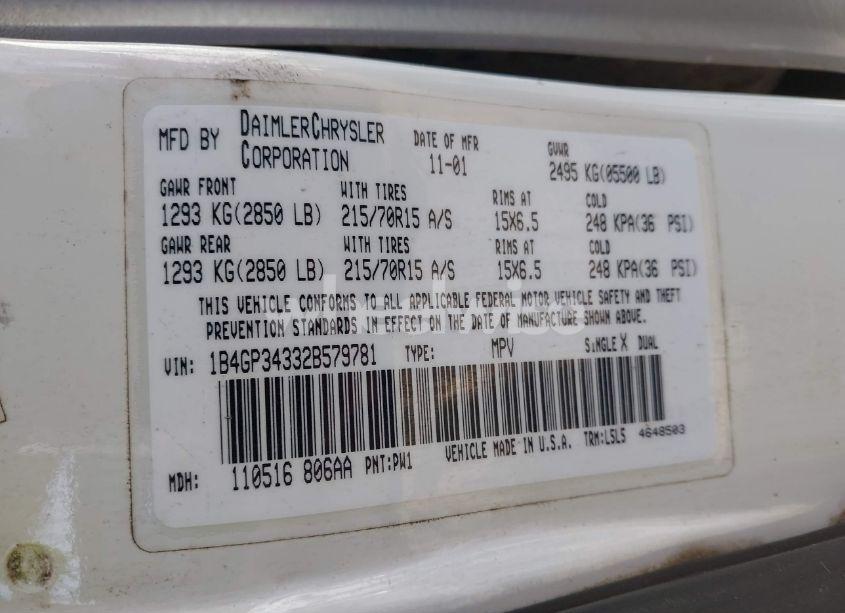 MFD BY DAIMLERCHRYSLER CORPORATION DATE OF MFR 11-01 GVWR 2495 KG(05500 LB)
GAWR FRONT WITH TIRES RIMS AT COLD
1293 KG(2850 LB) 215/70R15 A/S 15X6.5 248 KPA(36 PSI)
GAWR REAR WITH TIRES RIMS AT COLD
1293 KG(2850 LB) 215/70R15 A/S 15X6.5 248 KPA(36 PSI)
THIS VEHICLE CONFORMS TO ALL APPLICABLE FEDERAL MOTOR VEHICLE SAFETY AND THEFT
PREVENTION STANDARDS IN EFFECT ON THE DATE OF MANUFACTURE SHOWN ABOVE.
VIN: 1B4GP34332B579781 TYPE: MPV SINGLE X DUAL
MDH: 110516 806AA PNT:PW1 VEHICLE MADE IN U.S.A. TRM:LSL5 4648503